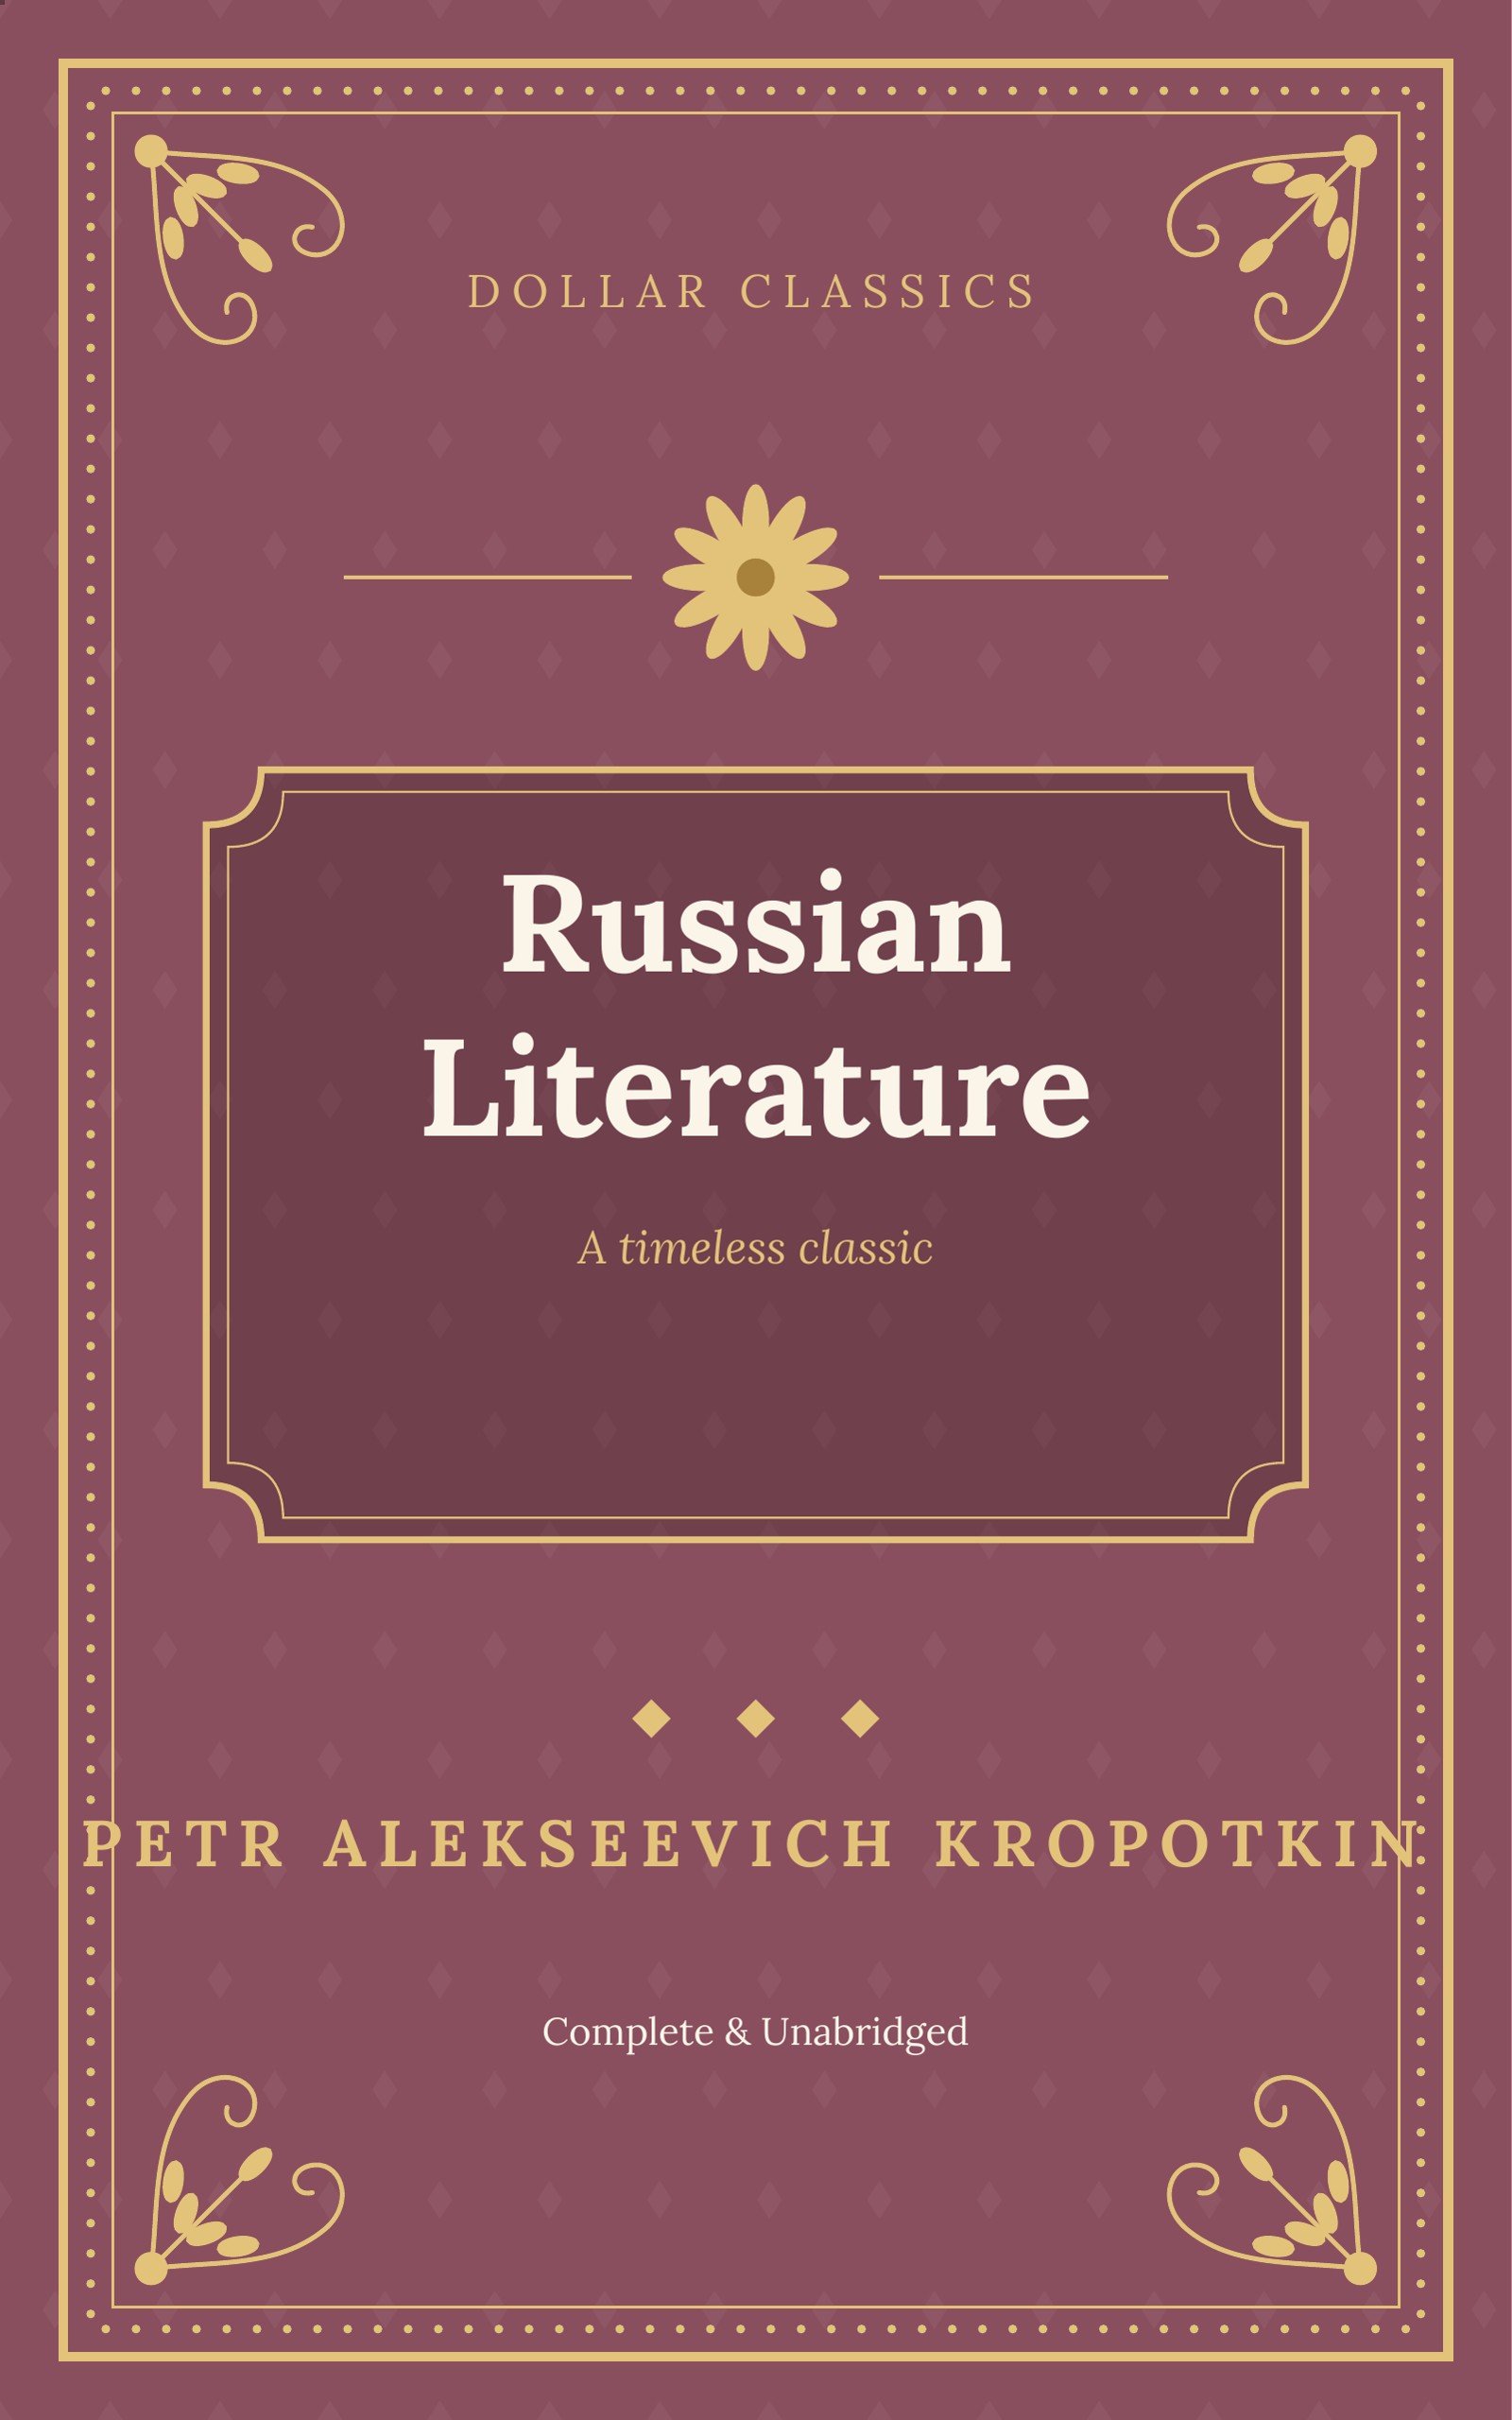 DOLLAR CLASSICS
Russian
Literature
A timeless classic
PETR ALEKSEEVICH KROPOTKIN
Complete & Unabridged